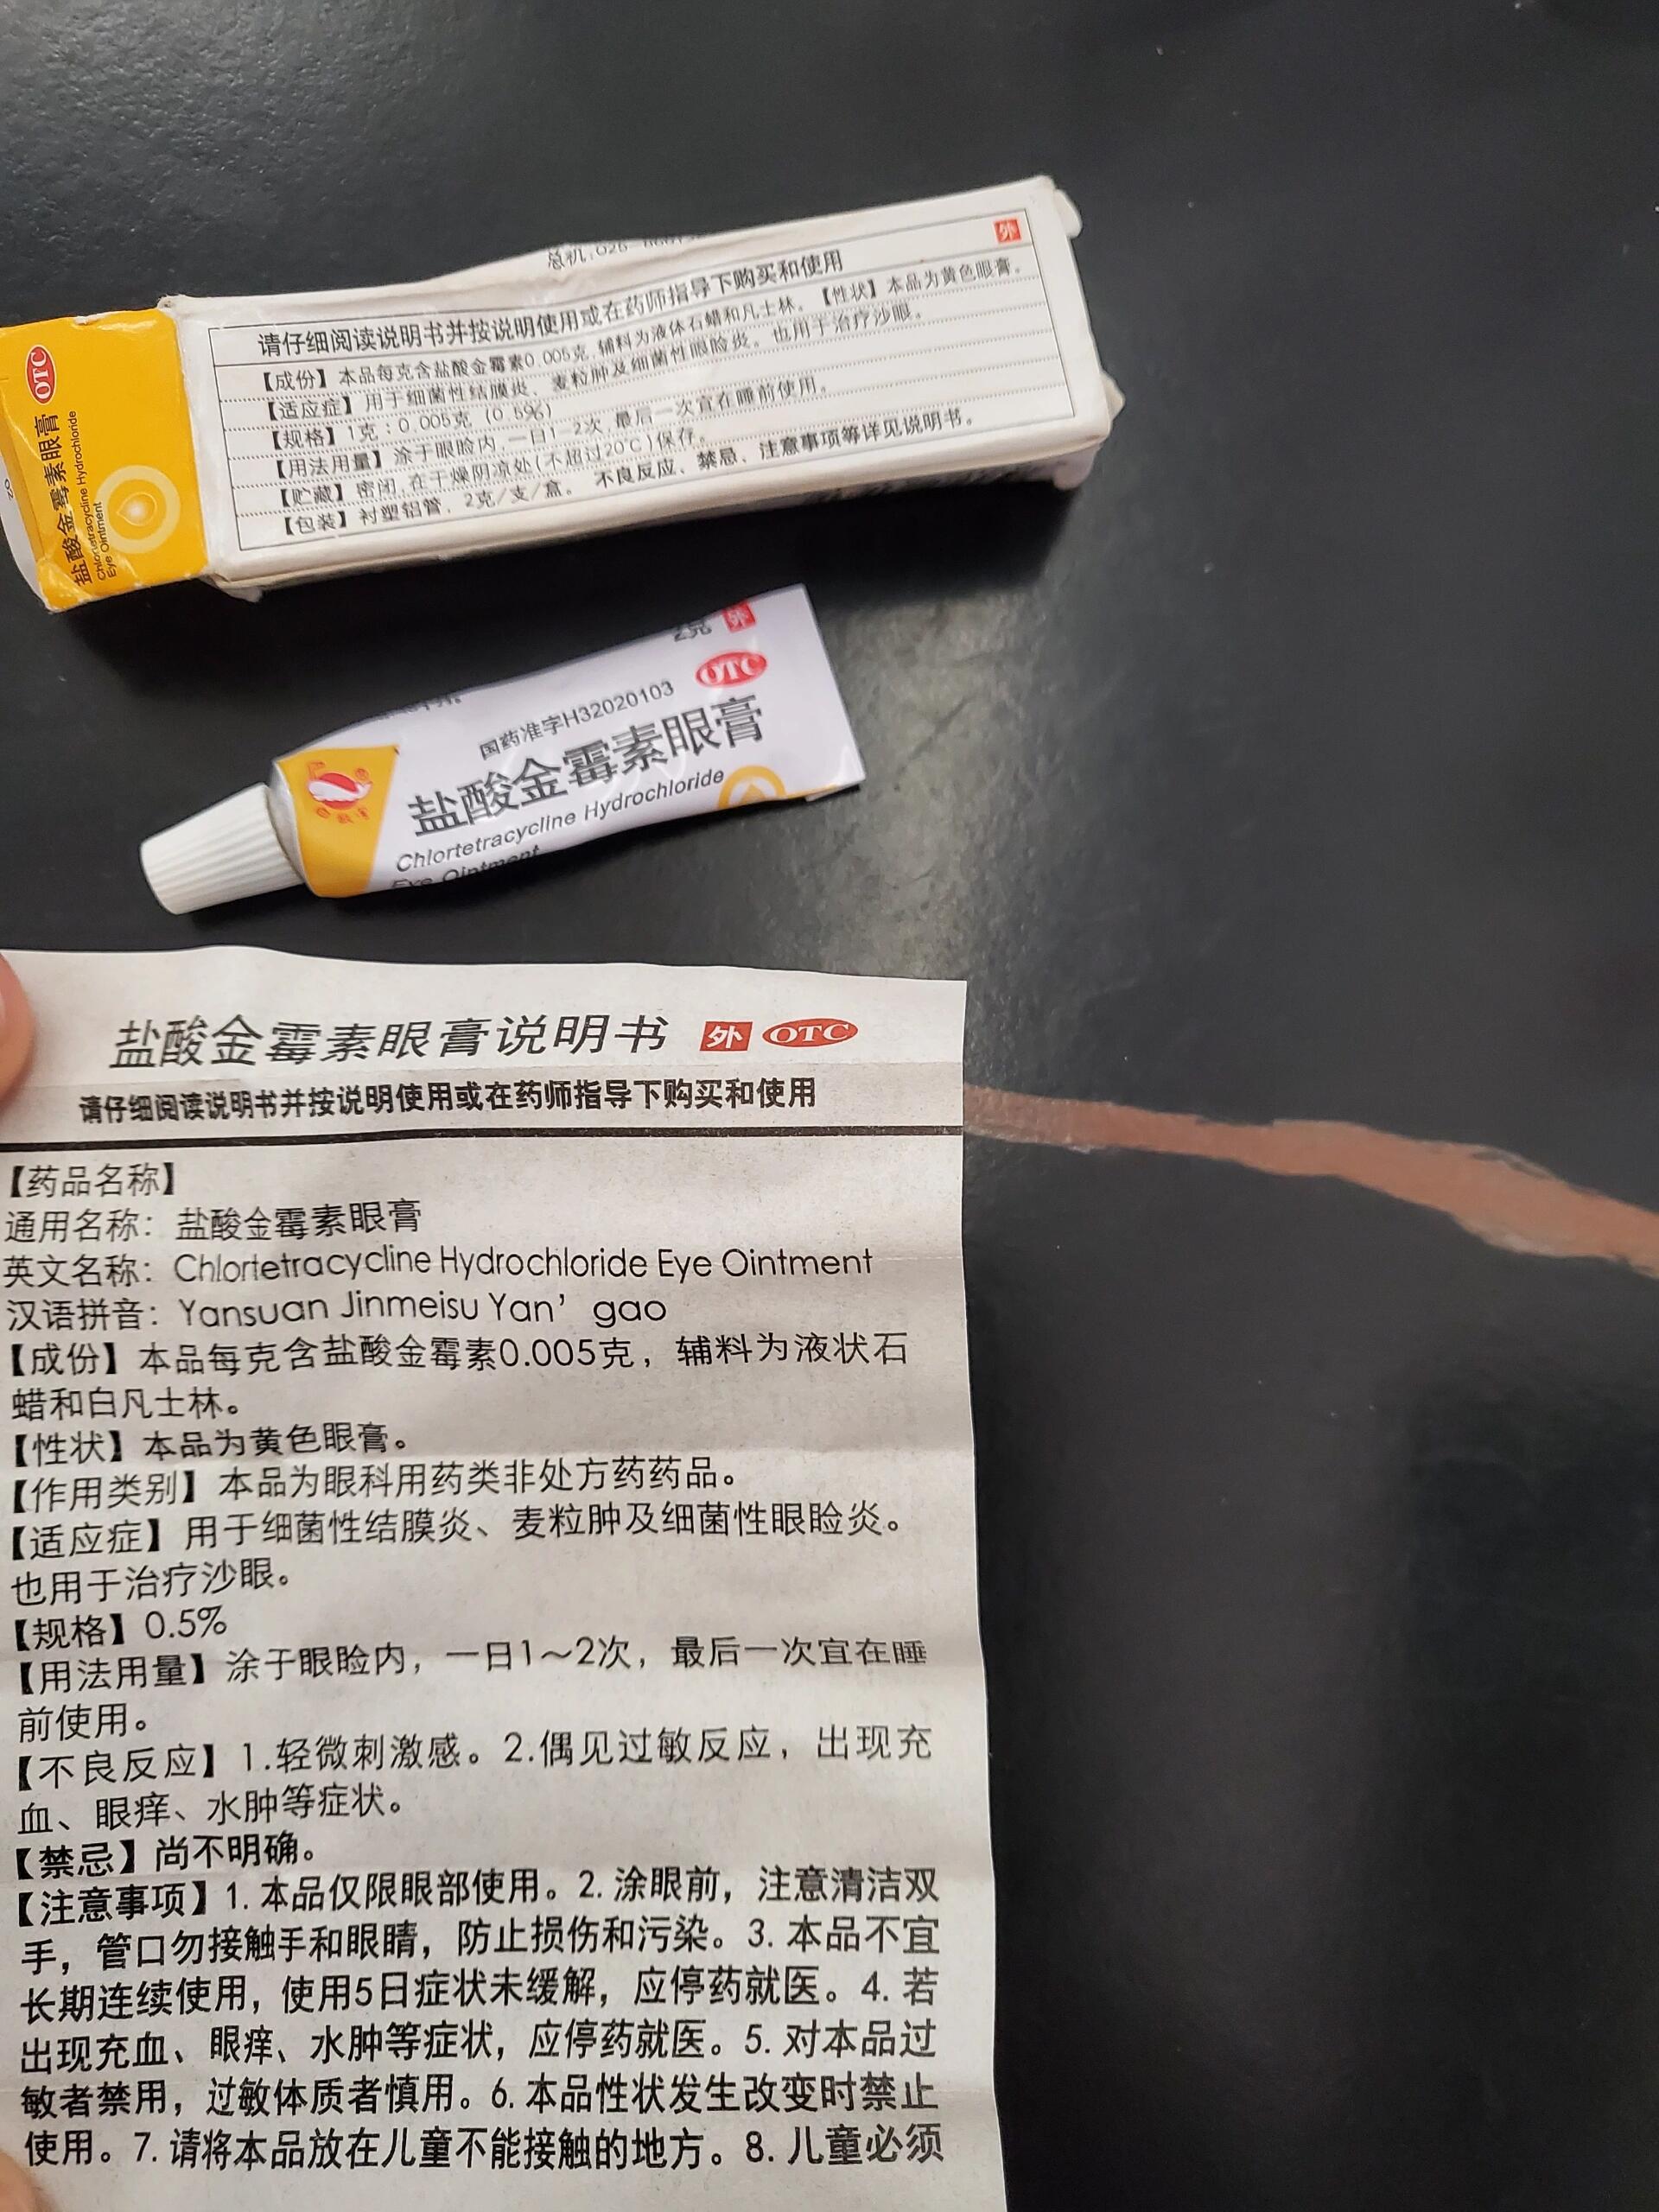 外
请仔细阅读说明书并按说明使用或在药师指导下购买和使用
【成份】本品每克含盐酸金霉素0.005克,辅料为液体石蜡和凡士林。【性状】本品为黄色眼膏。
【适应症】用于细菌性结膜炎、麦粒肿及细菌性眼睑炎。也用于治疗沙眼。
【规格】1克:0.005克(0.5%)
【用法用量】涂于眼睑内,一日1-2次,最后一次宜在睡前使用。
【贮藏】密闭,在干燥阴凉处(不超过20℃)保存。
【包装】衬塑铝管,2克/支/盒。 不良反应、禁忌、注意事项等详见说明书。
OTC
盐酸金霉素眼膏
Chlortetracycline Hydrochloride
Eye Ointment
2克 外
OTC
国药准字H32020103
盐酸金霉素眼膏
Chlortetracycline Hydrochloride
Eye Ointment
盐酸金霉素眼膏说明书 外 OTC
请仔细阅读说明书并按说明使用或在药师指导下购买和使用
【药品名称】
通用名称：盐酸金霉素眼膏
英文名称：Chlortetracycline Hydrochloride Eye Ointment
汉语拼音：Yansuan Jinmeisu Yan’gao
【成份】本品每克含盐酸金霉素0.005克，辅料为液状石
蜡和白凡士林。
【性状】本品为黄色眼膏。
【作用类别】本品为眼科用药类非处方药药品。
【适应症】用于细菌性结膜炎、麦粒肿及细菌性眼睑炎。
也用于治疗沙眼。
【规格】0.5%
【用法用量】涂于眼睑内，一日1～2次，最后一次宜在睡
前使用。
【不良反应】1.轻微刺激感。2.偶见过敏反应，出现充
血、眼痒、水肿等症状。
【禁忌】尚不明确。
【注意事项】1.本品仅限眼部使用。2.涂眼前，注意清洁双
手，管口勿接触手和眼睛，防止损伤和污染。3.本品不宜
长期连续使用，使用5日症状未缓解，应停药就医。4.若
出现充血、眼痒、水肿等症状，应停药就医。5.对本品过
敏者禁用，过敏体质者慎用。6.本品性状发生改变时禁止
使用。7.请将本品放在儿童不能接触的地方。8.儿童必须